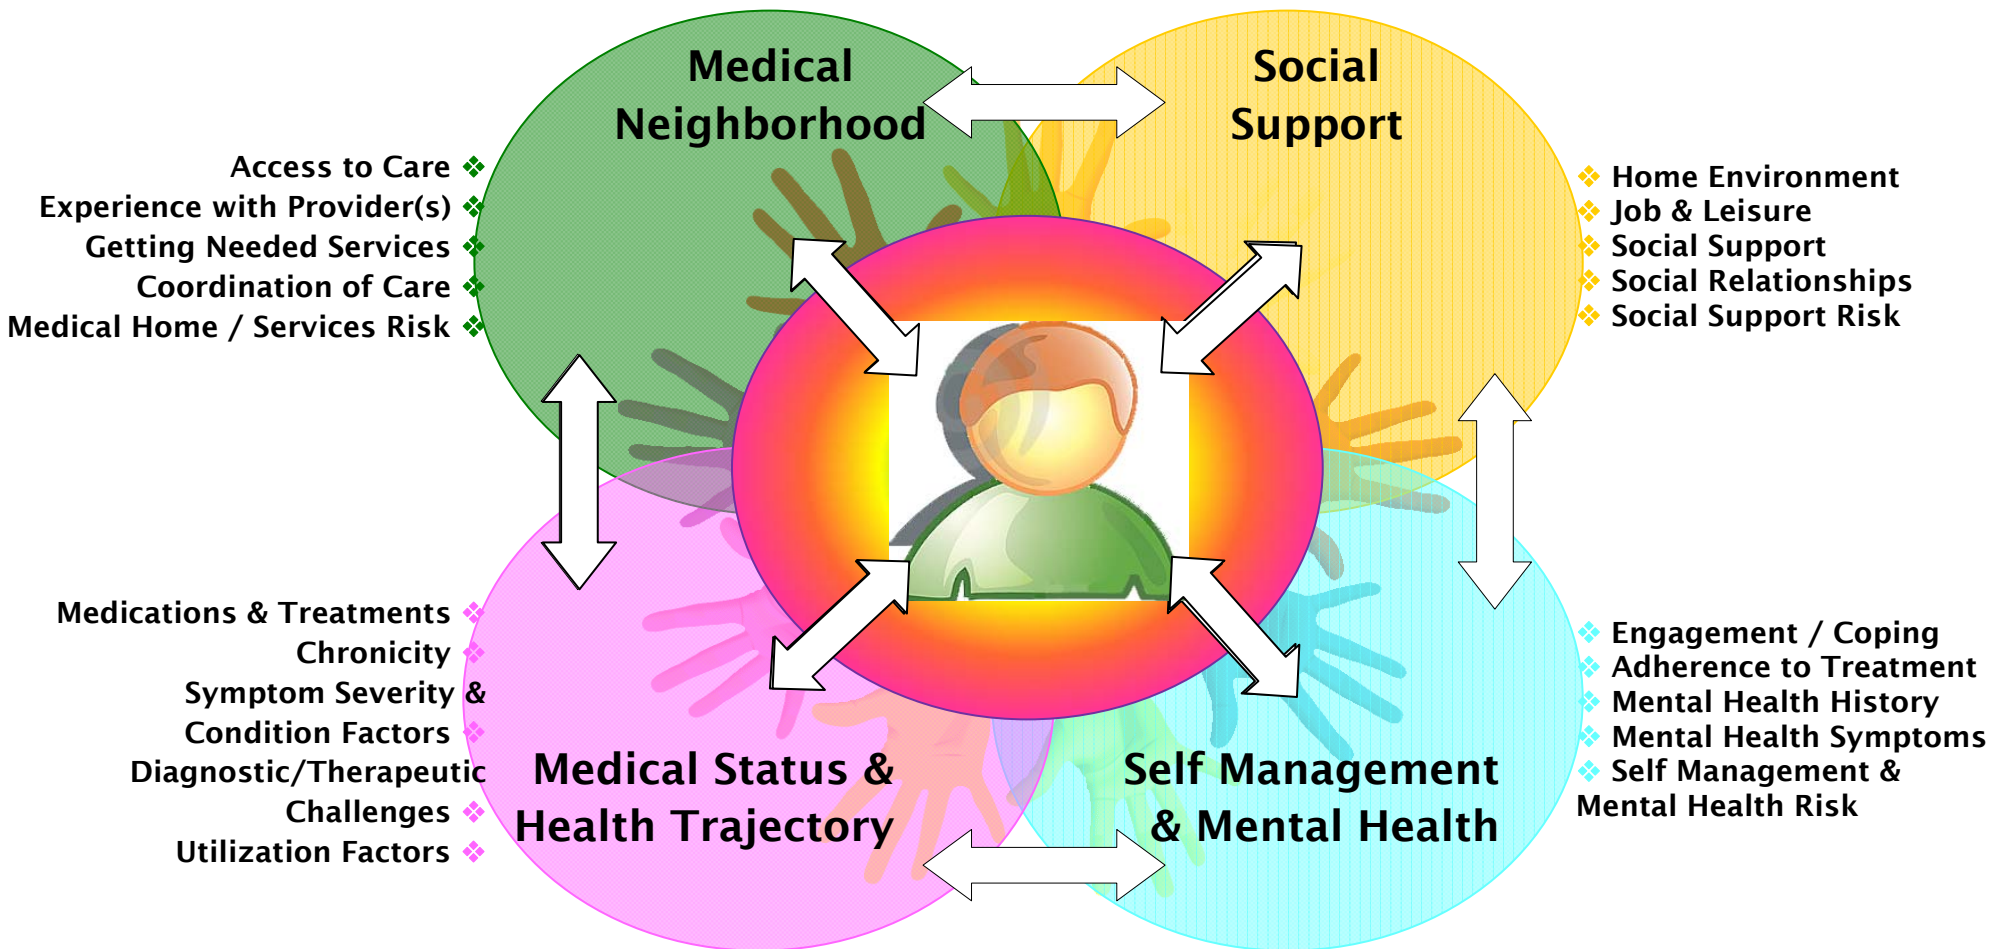 Medical
Neighborhood
Social
Support
Access to Care ❖
Experience with Provider(s) ❖
Getting Needed Services ❖
Coordination of Care ❖
Medical Home / Services Risk ❖
❖ Home Environment
❖ Job & Leisure
❖ Social Support
❖ Social Relationships
❖ Social Support Risk
Medications & Treatments ❖
Chronicity ❖
Symptom Severity &
Condition Factors ❖
Diagnostic/Therapeutic
Challenges ❖
Utilization Factors ❖
Medical Status &
Health Trajectory
Self Management
& Mental Health
❖ Engagement / Coping
❖ Adherence to Treatment
❖ Mental Health History
❖ Mental Health Symptoms
❖ Self Management &
Mental Health Risk